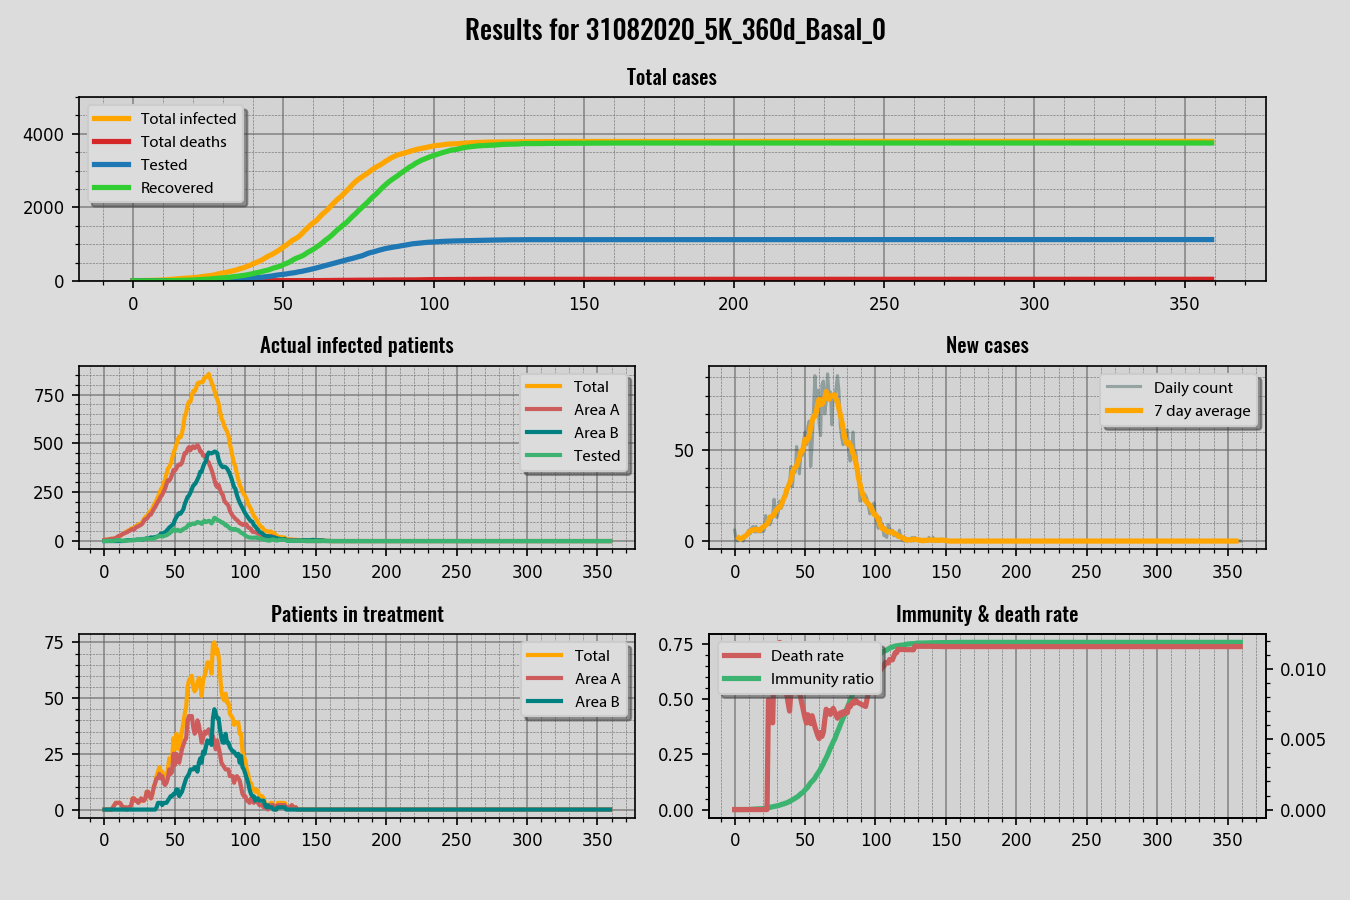 Results for 31082020_5K_360d_Basal_0
Total cases
Total infected
Total deaths
Tested
Recovered
4000
2000
0
0 50 100 150 200 250 300 350
Actual infected patients
Total
Area A
Area B
Tested
750
500
250
0
0 50 100 150 200 250 300 350
New cases
Daily count
7 day average
50
0
0 50 100 150 200 250 300 350
Patients in treatment
Total
Area A
Area B
75
50
25
0
0 50 100 150 200 250 300 350
Immunity & death rate
Death rate
Immunity ratio
0.75
0.50
0.25
0.00
0.010
0.005
0.000
0 50 100 150 200 250 300 350